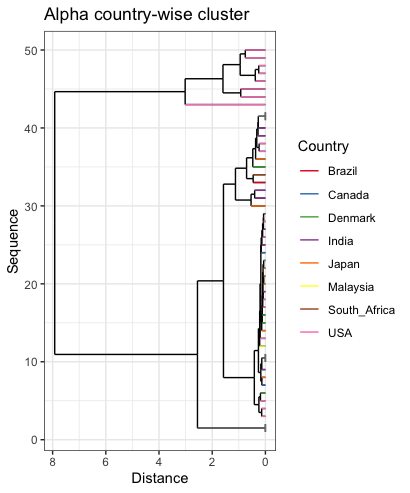 Alpha country-wise cluster
50
40
30
20
10
0
Sequence
8
6
4
2
0
Distance
Country
Brazil
Canada
Denmark
India
Japan
Malaysia
South_Africa
USA